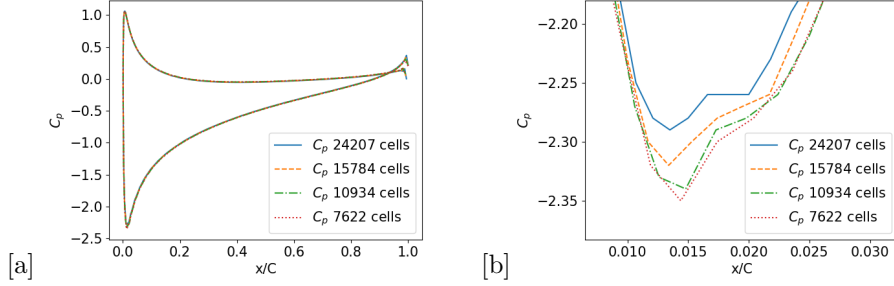 1.0
0.5
0.0
−0.5
−1.0
−1.5
−2.0
−2.5
C_p
0.0 0.2 0.4 0.6 0.8 1.0
x/C
C_p 24207 cells
C_p 15784 cells
C_p 10934 cells
C_p 7622 cells
[a]
−2.20
−2.25
−2.30
−2.35
C_p
0.010 0.015 0.020 0.025 0.030
x/C
C_p 24207 cells
C_p 15784 cells
C_p 10934 cells
C_p 7622 cells
[b]